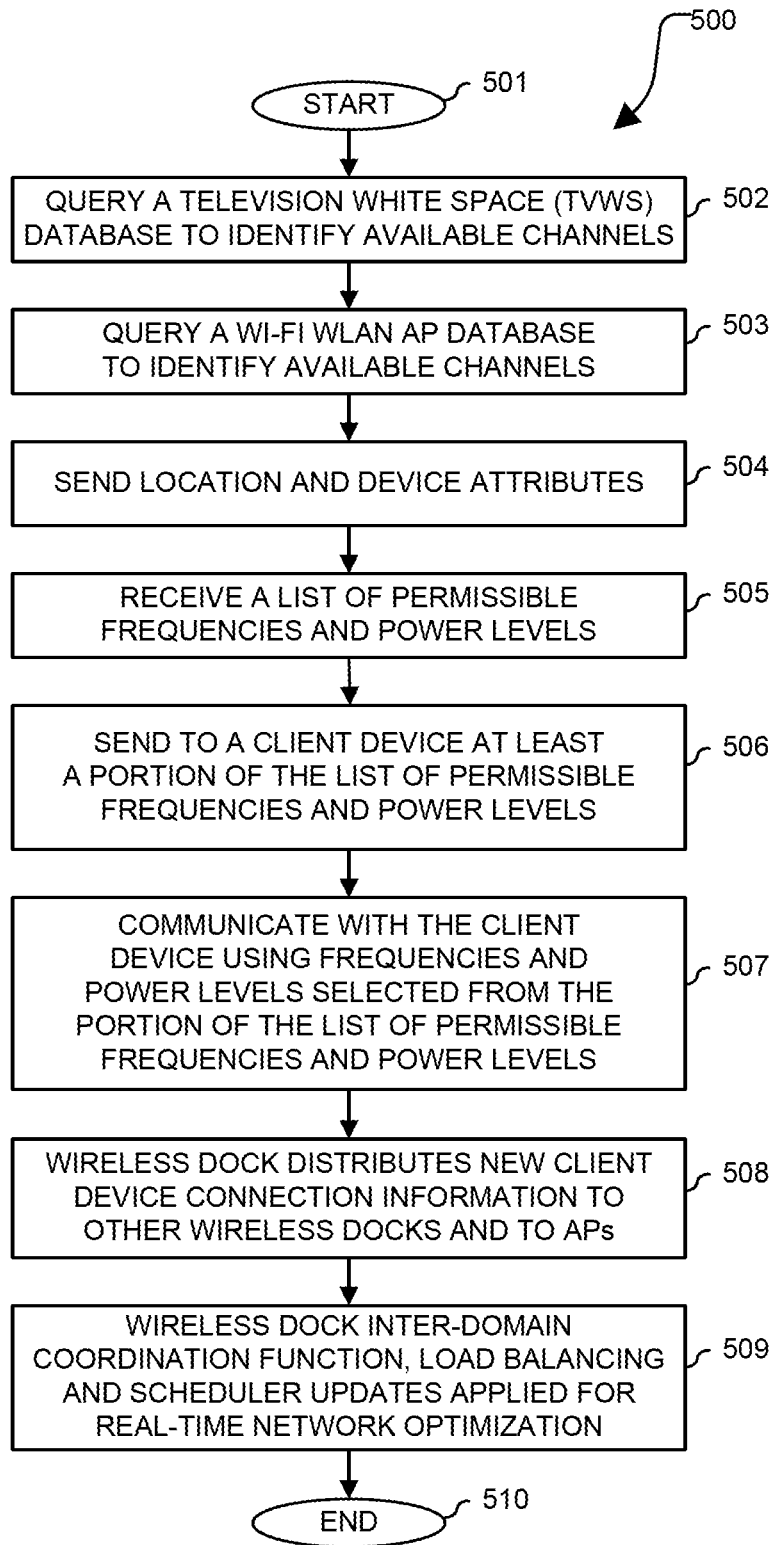 500
START
501
QUERY A TELEVISION WHITE SPACE (TVWS)
DATABASE TO IDENTIFY AVAILABLE CHANNELS
502
QUERY A WI-FI WLAN AP DATABASE
TO IDENTIFY AVAILABLE CHANNELS
503
SEND LOCATION AND DEVICE ATTRIBUTES
504
RECEIVE A LIST OF PERMISSIBLE
FREQUENCIES AND POWER LEVELS
505
SEND TO A CLIENT DEVICE AT LEAST
A PORTION OF THE LIST OF PERMISSIBLE
FREQUENCIES AND POWER LEVELS
506
COMMUNICATE WITH THE CLIENT
DEVICE USING FREQUENCIES AND
POWER LEVELS SELECTED FROM THE
PORTION OF THE LIST OF PERMISSIBLE
FREQUENCIES AND POWER LEVELS
507
WIRELESS DOCK DISTRIBUTES NEW CLIENT
DEVICE CONNECTION INFORMATION TO
OTHER WIRELESS DOCKS AND TO APs
508
WIRELESS DOCK INTER-DOMAIN
COORDINATION FUNCTION, LOAD BALANCING
AND SCHEDULER UPDATES APPLIED FOR
REAL-TIME NETWORK OPTIMIZATION
509
END
510